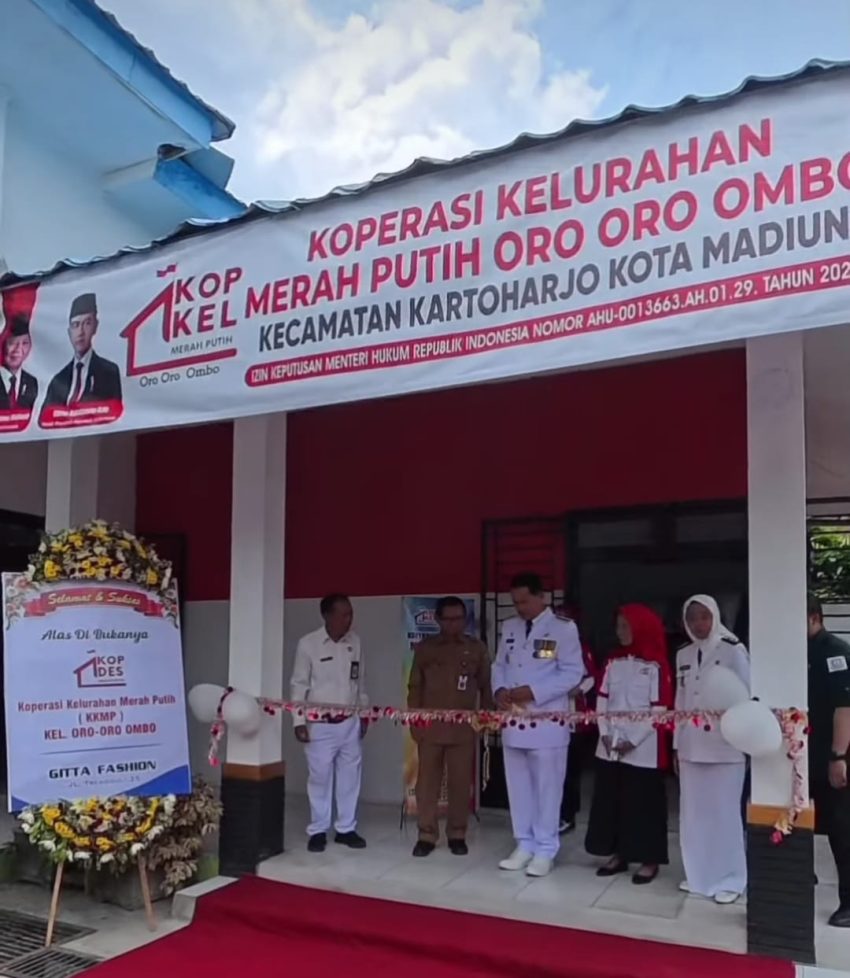 KOPERASI KELURAHAN
MERAH PUTIH ORO ORO OMBO
KECAMATAN KARTOHARJO KOTA MADIUN
IZIN KEPUTUSAN MENTERI HUKUM REPUBLIK INDONESIA NOMOR AHU-0013663.AH.01.29. TAHUN 202
KOP
KEL
MERAH PUTIH
Oro Oro Ombo
Selamat & Sukses
Atas Di Bukanya
KOP
DES
Koperasi Kelurahan Merah Putih
( KKMP )
KEL. ORO-ORO OMBO
GITTA FASHION